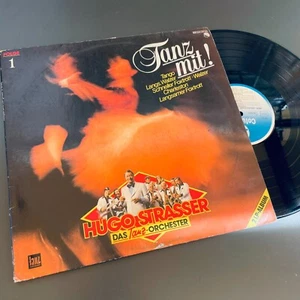 1
Tanz
mit!
Tango
Langs. Walzer
Schneller Foxtrott · Walzer
Charleston
Langsamer Foxtrott
HUGO STRASSER
DAS Tanz-ORCHESTER